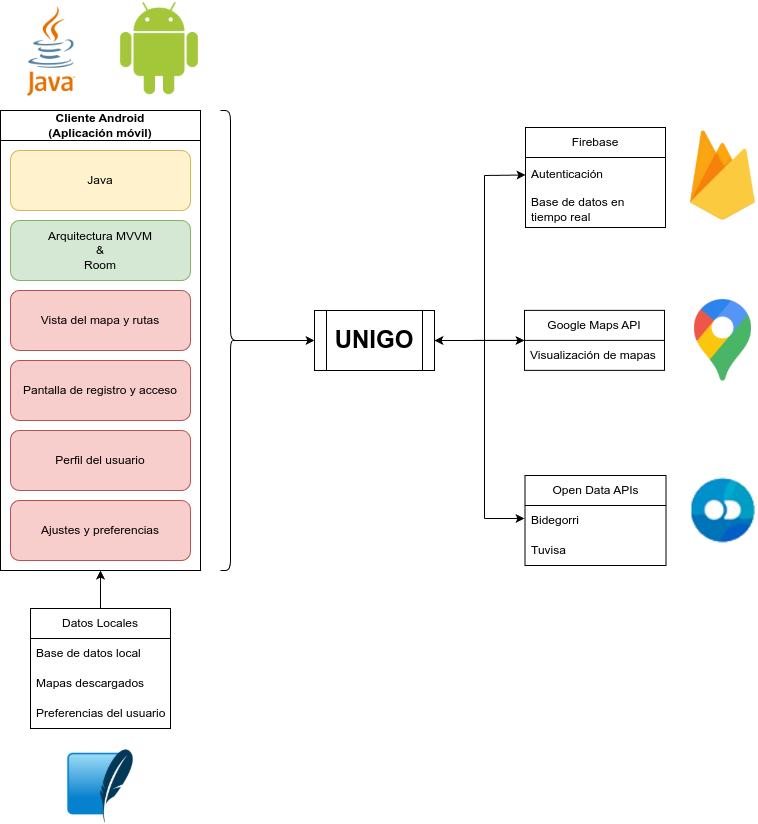 Java
Cliente Android
(Aplicación móvil)
Java
Arquitectura MVVM
&
Room
Vista del mapa y rutas
Pantalla de registro y acceso
Perfil del usuario
Ajustes y preferencias
Datos Locales
Base de datos local
Mapas descargados
Preferencias del usuario
UNIGO
Firebase
Autenticación
Base de datos en
tiempo real
Google Maps API
Visualización de mapas
Open Data APIs
Bidegorri
Tuvisa